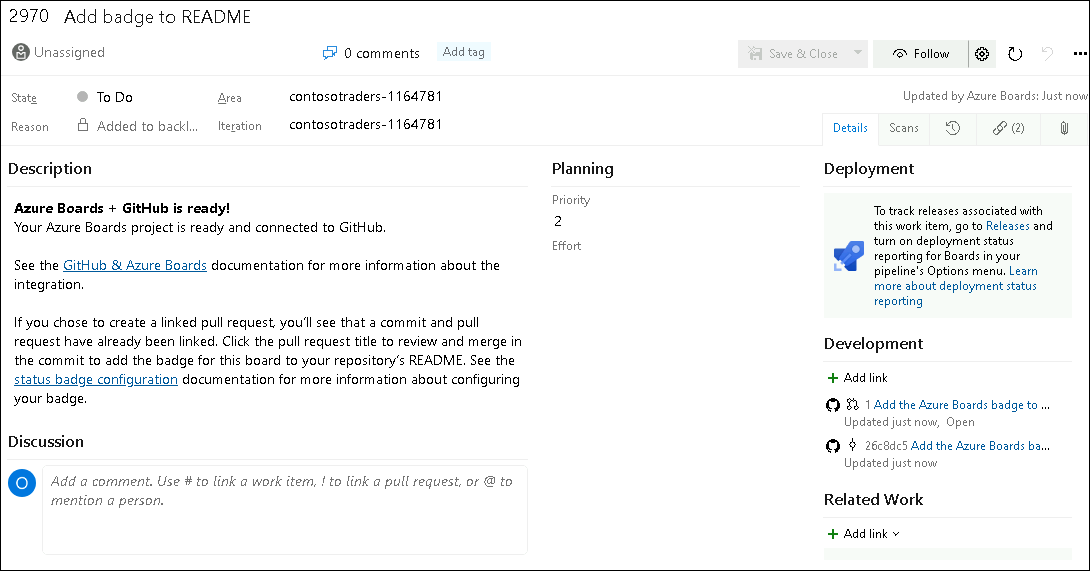 2970 Add badge to README
Unassigned
0 comments
Add tag
Save & Close
Follow
State
To Do
Area
contosotraders-1164781
Updated by Azure Boards: Just now
Reason
Added to backl...
Iteration
contosotraders-1164781
Details
Scans
(2)
Description
Azure Boards + GitHub is ready!
Your Azure Boards project is ready and connected to GitHub.
See the GitHub & Azure Boards documentation for more information about the
integration.
If you chose to create a linked pull request, you'll see that a commit and pull
request have already been linked. Click the pull request title to review and merge in
the commit to add the badge for this board to your repository's README. See the
status badge configuration documentation for more information about configuring
your badge.
Discussion
O
Add a comment. Use # to link a work item, ! to link a pull request, or @ to
mention a person.
Planning
Priority
2
Effort
Deployment
To track releases associated with
this work item, go to Releases and
turn on deployment status
reporting for Boards in your
pipeline's Options menu. Learn
more about deployment status
reporting
Development
Add link
1 Add the Azure Boards badge to ...
Updated just now, Open
26c8dc5 Add the Azure Boards ba...
Updated just now
Related Work
Add link